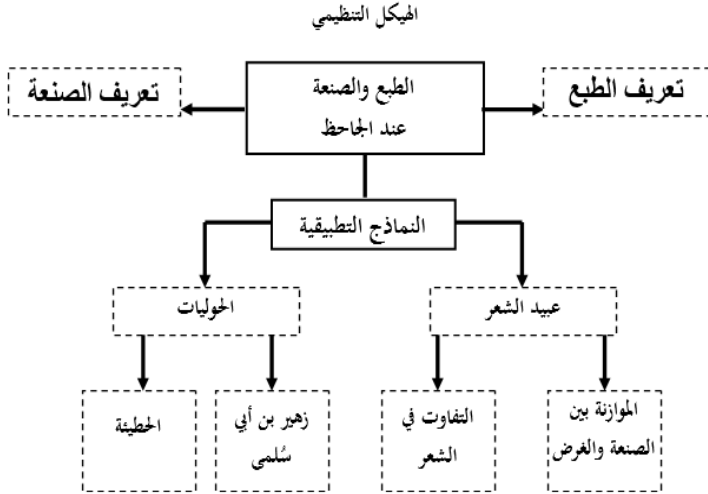 الهيكل التنظيمي
تعريف الطبع
الطبع والصنعة
عند الجاحظ
تعريف الصنعة
النماذج التطبيقية
عبيد الشعر
الحوليات
الموازنة بين
الصنعة والغرض
التفاوت في
الشعر
زهير بن أبي
سُلمى
الحطيئة